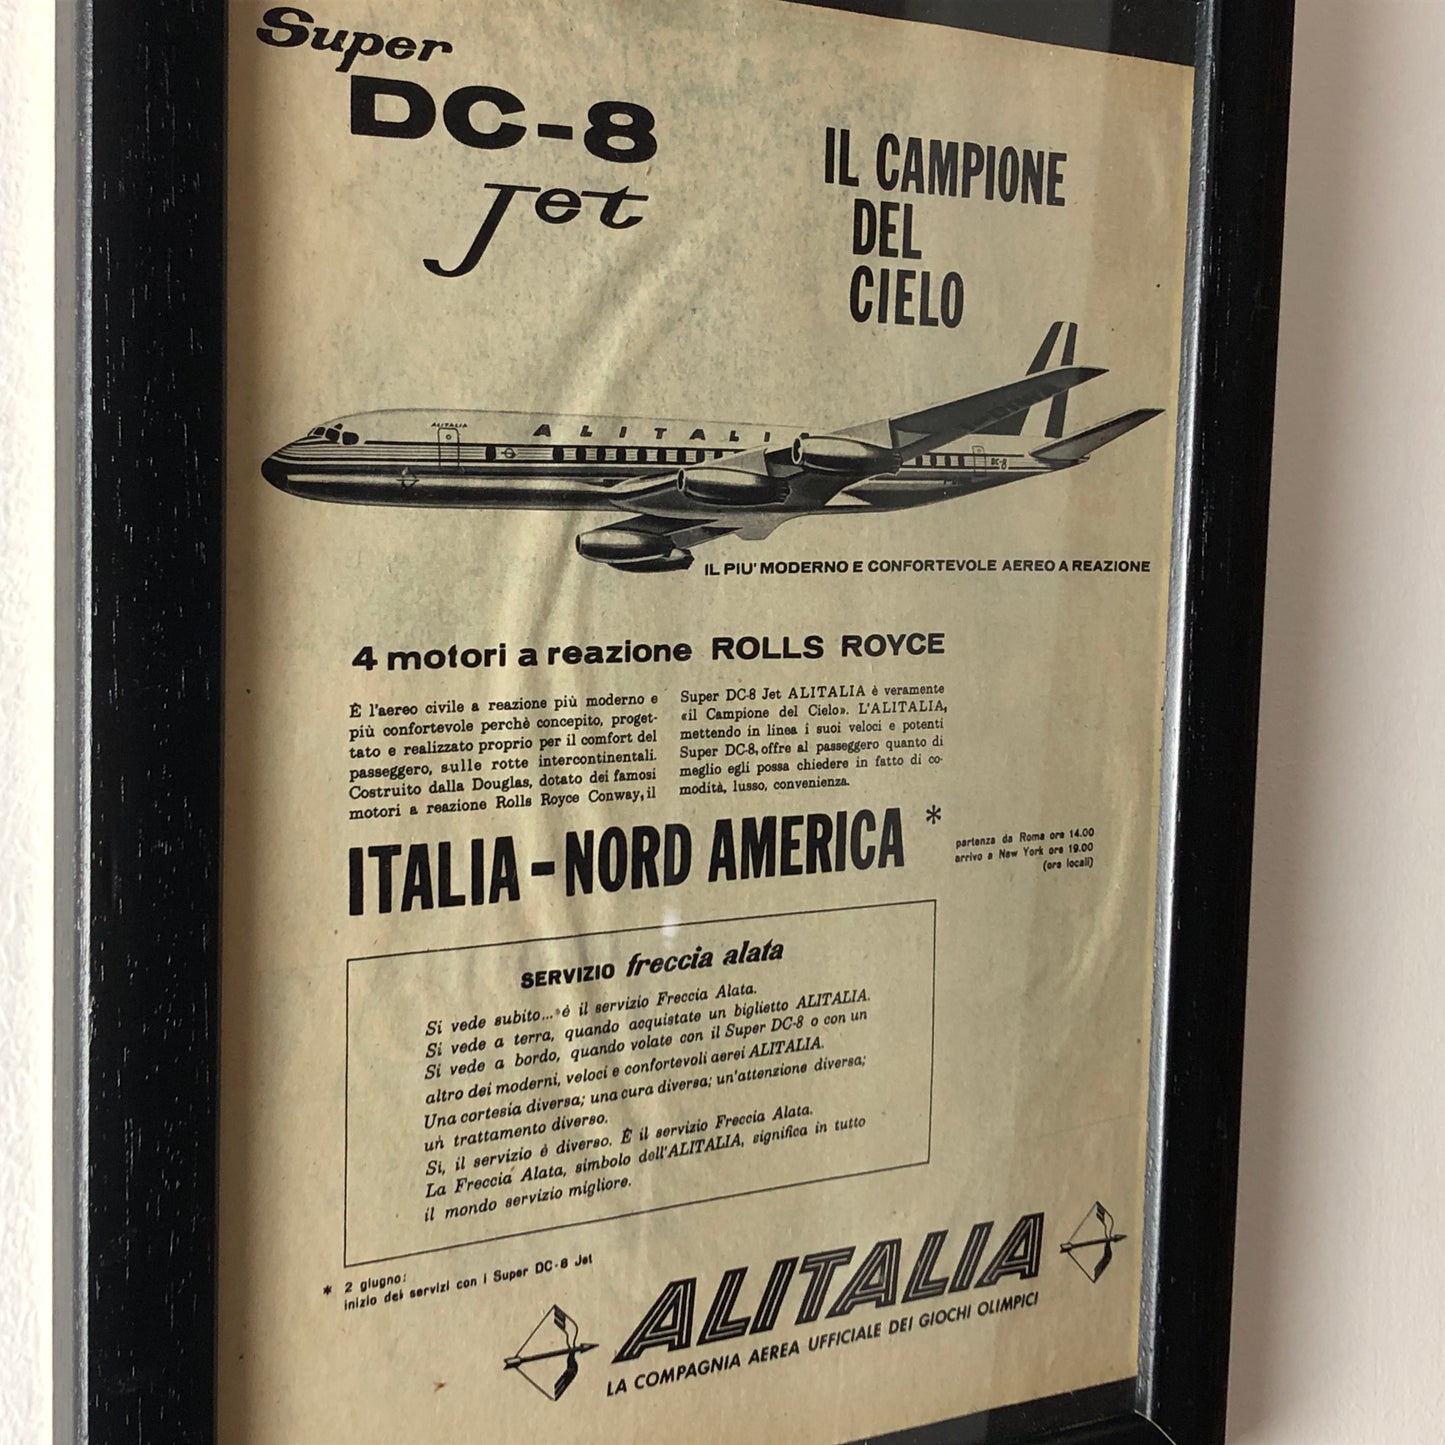 Super
DC-8
Jet
IL CAMPIONE
DEL
CIELO
ALITALIA
ALITALI
DC-8
IL PIU' MODERNO E CONFORTEVOLE AEREO A REAZIONE
4 motori a reazione ROLLS ROYCE
È l'aereo civile a reazione più moderno e
più confortevole perchè concepito, proget-
tato e realizzato proprio per il comfort del
passeggero, sulle rotte intercontinentali.
Costruito dalla Douglas, dotato dei famosi
motori a reazione Rolls Royce Conway, il
Super DC-8 Jet ALITALIA è veramente
«il Campione del Cielo». L'ALITALIA,
mettendo in linea i suoi veloci e potenti
Super DC-8, offre al passeggero quanto di
meglio egli possa chiedere in fatto di co-
modità, lusso, convenienza.
ITALIA - NORD AMERICA *
partenza da Roma ore 14.00
arrivo a New York ore 19.00
(ore locali)
SERVIZIO freccia alata
Si vede subito... è il servizio Freccia Alata.
Si vede a terra, quando acquistate un biglietto ALITALIA.
Si vede a bordo, quando volate con il Super DC-8 o con un
altro dei moderni, veloci e confortevoli aerei ALITALIA.
Una cortesia diversa; una cura diversa; un'attenzione diversa;
un trattamento diverso.
Si, il servizio è diverso. È il servizio Freccia Alata.
La Freccia Alata, simbolo dell'ALITALIA, significa in tutto
il mondo servizio migliore.
* 2 giugno:
inizio dei servizi con i Super DC-8 Jet
ALITALIA
LA COMPAGNIA AEREA UFFICIALE DEI GIOCHI OLIMPICI